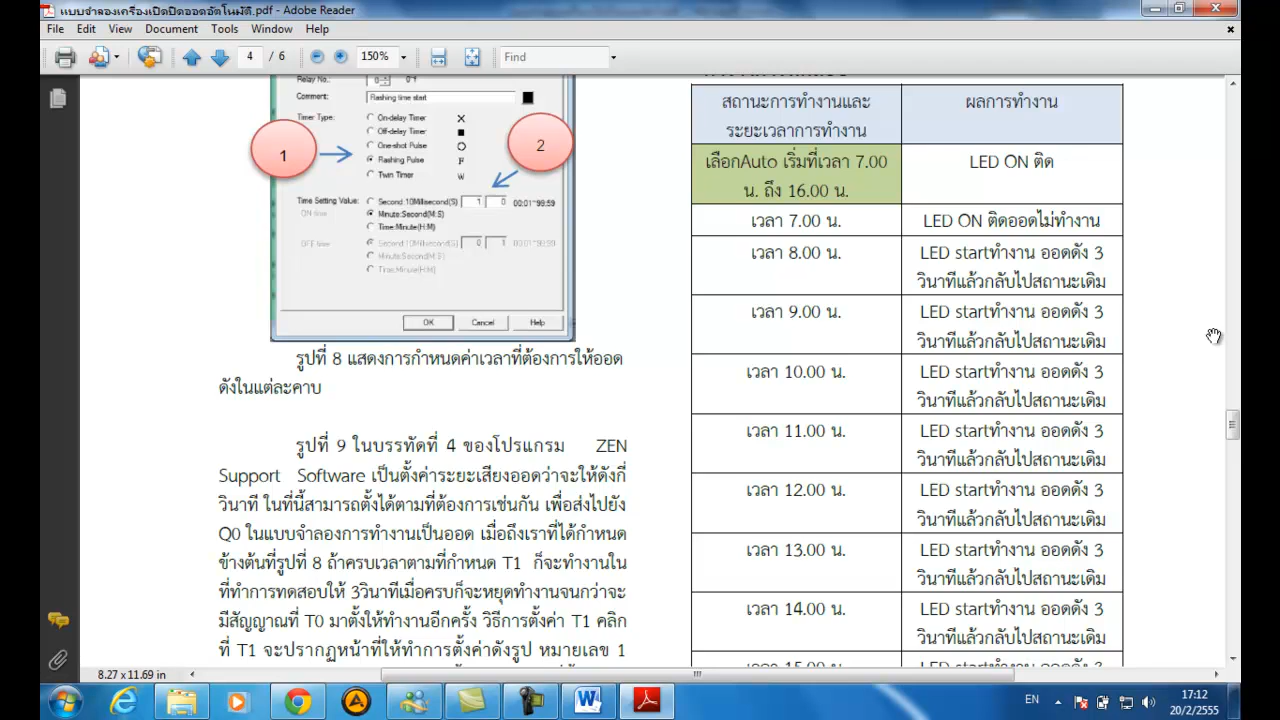 แบบจำลองเครื่องเปิดปิดออดอัตโนมัติ.pdf - Adobe Reader
File Edit View Document Tools Window Help
4 / 6 150% Find
Relay No.: 0
Comment: Flashing time start
Timer Type: On-delay Timer X
Off-delay Timer ■
One-shot Pulse O
Flashing Pulse F
Twin Timer W
1
2
Time Setting Value: Second:10Millisecond(S) 1 0 00:01~99:59
ON time Minute:Second(M:S)
Time:Minute(H:M)
OFF time Second:10Millisecond(S) 0 1
Minute:Second(M:S)
Time:Minute(H:M)
OK Cancel Help
รูปที่ 8 แสดงการกำหนดค่าเวลาที่ต้องการให้ออด
ดังในแต่ละคาบ
รูปที่ 9 ในบรรทัดที่ 4 ของโปรแกรม ZEN
Support Software เป็นตั้งค่าระยะเสียงออดว่าจะให้ดังกี่
วินาที ในที่นี้สามารถตั้งได้ตามที่ต้องการเช่นกัน เพื่อส่งไปยัง
Q0 ในแบบจำลองการทำงานเป็นออด เมื่อถึงเราที่ได้กำหนด
ข้างต้นที่รูปที่ 8 ถ้าครบเวลาตามที่กำหนด T1 ก็จะทำงานใน
ที่ทำการทดสอบให้ 3วินาทีเมื่อครบก็จะหยุดทำงานจนกว่าจะ
มีสัญญาณที่ T0 มาตั้งให้ทำงานอีกครั้ง วิธีการตั้งค่า T1 คลิก
ที่ T1 จะปรากฏหน้าที่ให้ทำการตั้งค่าดังรูป หมายเลข 1
สถานะการทำงานและ
ระยะเวลาการทำงาน
ผลการทำงาน
เลือกAuto เริ่มที่เวลา 7.00
น. ถึง 16.00 น.
LED ON ติด
เวลา 7.00 น. LED ON ติดออดไม่ทำงาน
เวลา 8.00 น. LED startทำงาน ออดดัง 3
วินาทีแล้วกลับไปสถานะเดิม
เวลา 9.00 น. LED startทำงาน ออดดัง 3
วินาทีแล้วกลับไปสถานะเดิม
เวลา 10.00 น. LED startทำงาน ออดดัง 3
วินาทีแล้วกลับไปสถานะเดิม
เวลา 11.00 น. LED startทำงาน ออดดัง 3
วินาทีแล้วกลับไปสถานะเดิม
เวลา 12.00 น. LED startทำงาน ออดดัง 3
วินาทีแล้วกลับไปสถานะเดิม
เวลา 13.00 น. LED startทำงาน ออดดัง 3
วินาทีแล้วกลับไปสถานะเดิม
เวลา 14.00 น. LED startทำงาน ออดดัง 3
วินาทีแล้วกลับไปสถานะเดิม
เวลา 15.00 น. LED startทำงาน ออดดัง 3
8.27 x 11.69 in
EN
17:12
20/2/2555